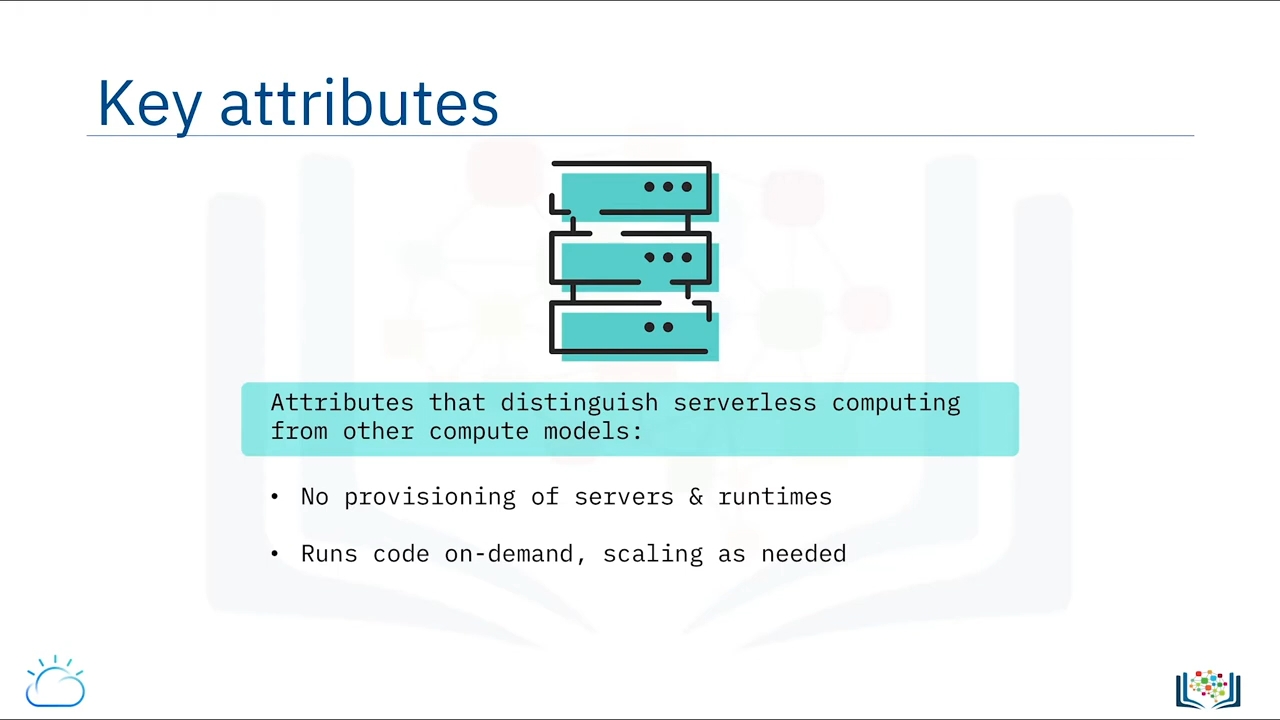 Key attributes
Attributes that distinguish serverless computing
from other compute models:
• No provisioning of servers & runtimes
• Runs code on-demand, scaling as needed